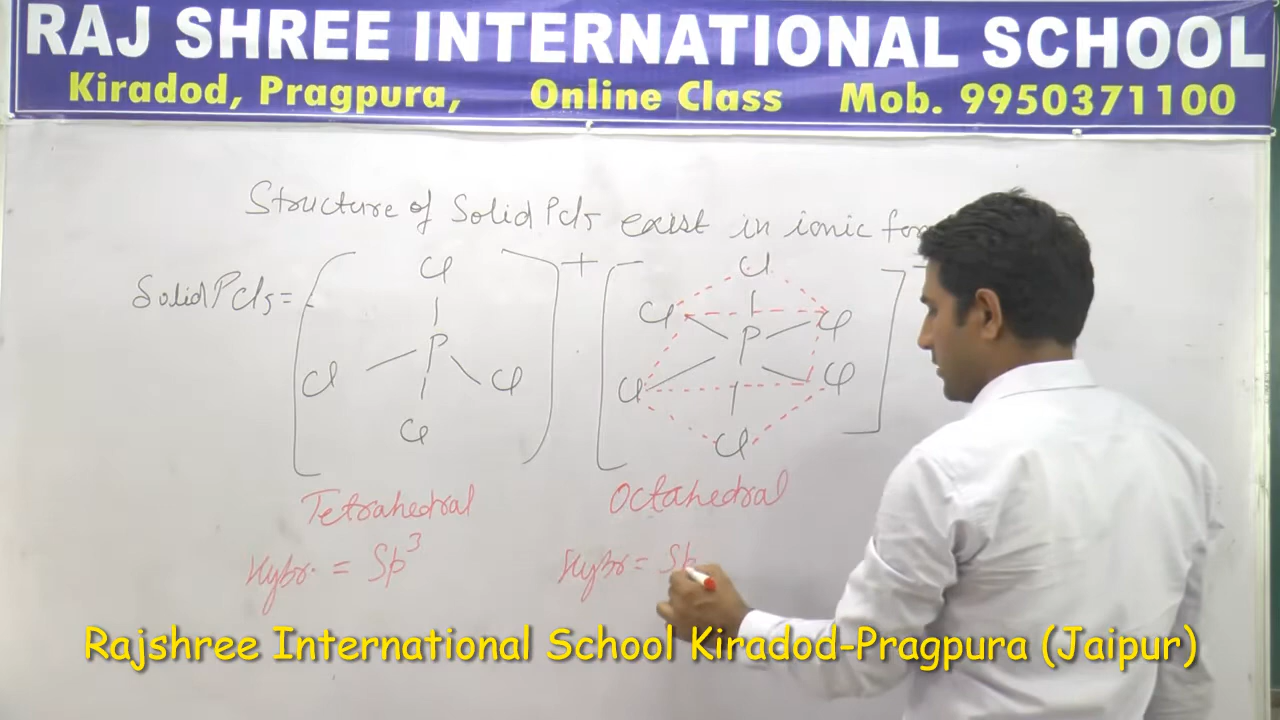 RAJ SHREE INTERNATIONAL SCHOOL
Kiradod, Pragpura, Online Class Mob. 9950371100
Structure of Solid PCl5 exist in ionic
Solid PCl5 =
Cl + Cl
Cl Cl
P P
Cl Cl Cl Cl
Cl Cl
Tetrahedral Octahedral
Hybr. = Sp3 Hybr = Sp
Rajshree International School Kiradod-Pragpura (Jaipur)